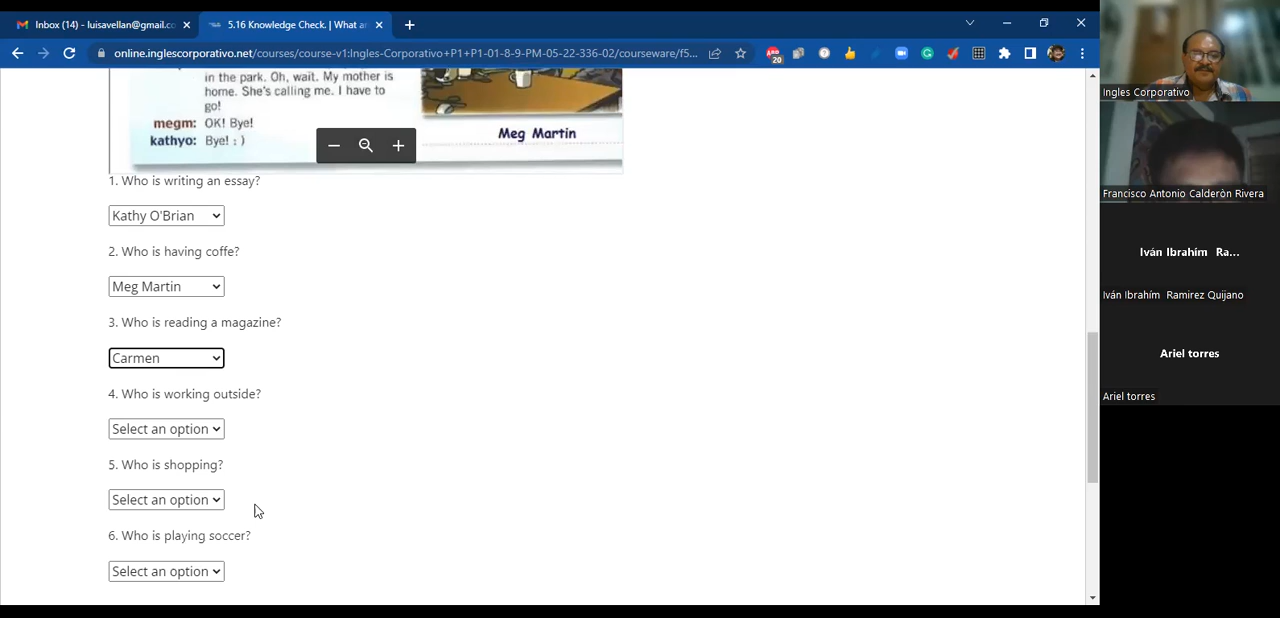 Inbox (14) - luisavellan@gmail.co
5.16 Knowledge Check. | What a
online.inglescorporativo.net/courses/course-v1:Ingles-Corporativo+P1+P1-01-8-9-PM-05-22-336-02/courseware/f5...
20
in the park. Oh, wait. My mother is
home. She's calling me. I have to
go!
megm: OK! Bye!
kathyo: Bye! : )
Meg Martin
1. Who is writing an essay?
Kathy O'Brian
2. Who is having coffe?
Meg Martin
3. Who is reading a magazine?
Carmen
4. Who is working outside?
Select an option
5. Who is shopping?
Select an option
6. Who is playing soccer?
Select an option
Ingles Corporativo
Francisco Antonio Calderòn Rivera
Iván Ibrahím Ra...
Iván Ibrahím Ramirez Quijano
Ariel torres
Ariel torres